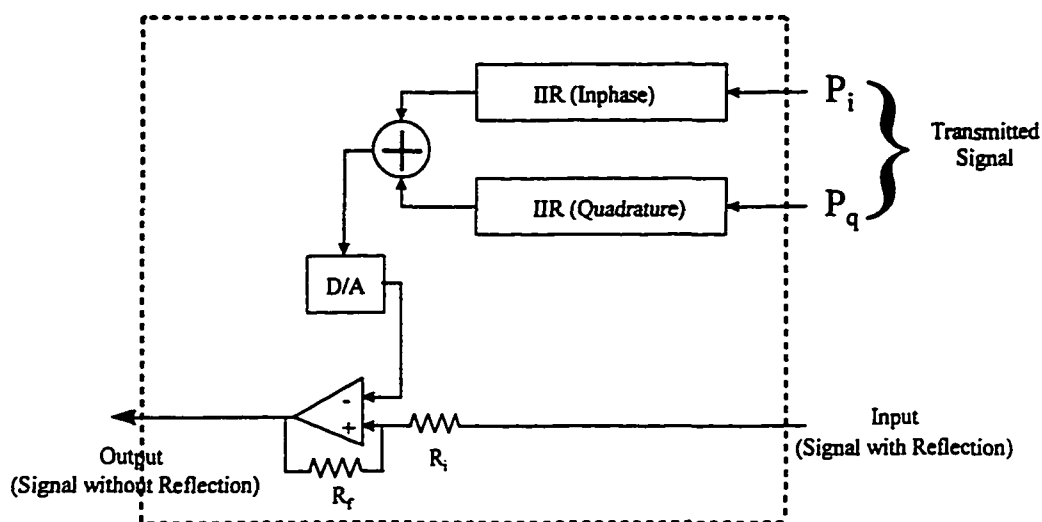 IIR (Inphase)
P_i
Transmitted
Signal
IIR (Quadrature)
P_q
D/A
-
+
R_i
Input
(Signal with Reflection)
Output
(Signal without Reflection)
R_f